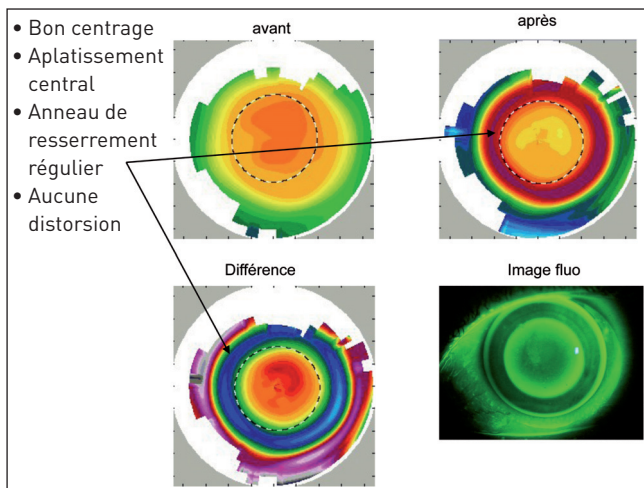 • Bon centrage
• Aplatissement
central
• Anneau de
resserrement
régulier
• Aucune
distorsion
avant
après
Différence
Image fluo